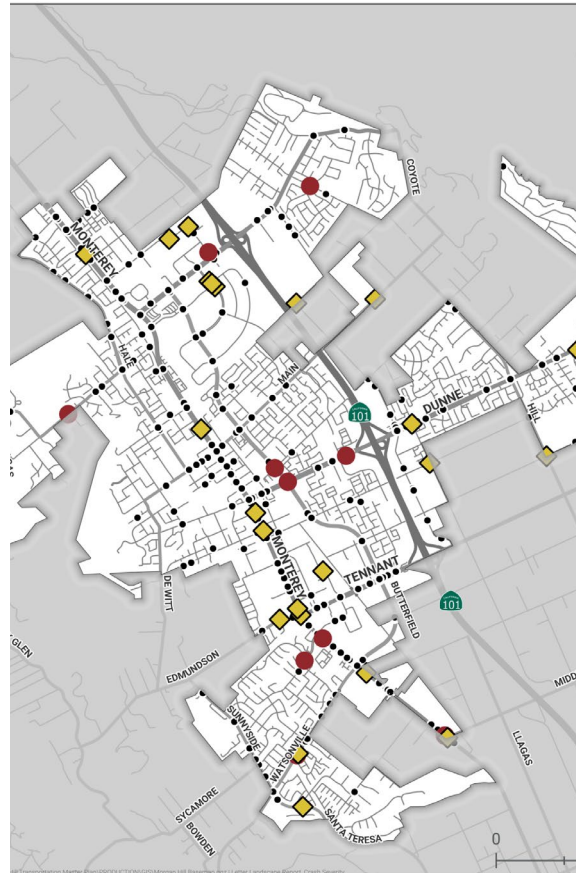 COYOTE
MONTEREY
HALE
MAIN
DUNNE
HILL
101
DE WITT
MONTEREY
TENNANT
BUTTERFIELD
101
GLEN
EDMUNDSON
MIDD
SUNNYSIDE
WATSONVILLE
LLAGAS
SYCAMORE
BOWDEN
SANTA TERESA
0